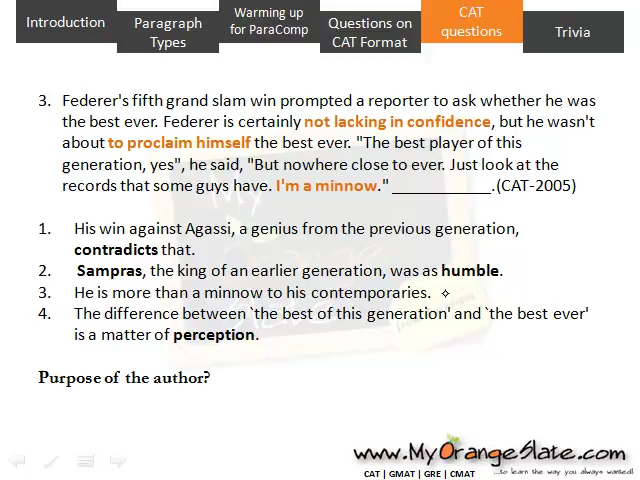 Introduction
Paragraph
Types
Warming up
for ParaComp
Questions on
CAT Format
CAT
questions
Trivia
3. Federer's fifth grand slam win prompted a reporter to ask whether he was
the best ever. Federer is certainly not lacking in confidence, but he wasn't
about to proclaim himself the best ever. "The best player of this
generation, yes", he said, "But nowhere close to ever. Just look at the
records that some guys have. I'm a minnow." ____________.(CAT-2005)
1. His win against Agassi, a genius from the previous generation,
contradicts that.
2. Sampras, the king of an earlier generation, was as humble.
3. He is more than a minnow to his contemporaries.
4. The difference between `the best of this generation' and `the best ever'
is a matter of perception.
Purpose of the author?
www.MyOrangeSlate.com
CAT | GMAT | GRE | CMAT ...to learn the way you always wanted!